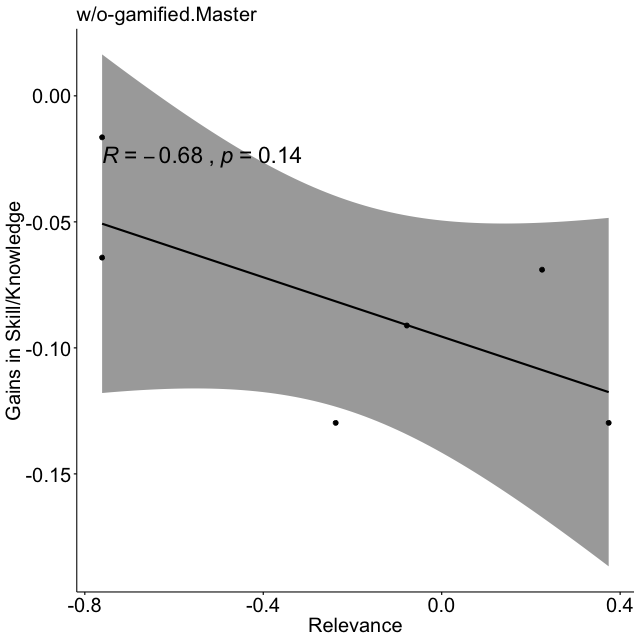 w/o-gamified.Master
0.00
R = −0.68 , p = 0.14
-0.05
Gains in Skill/Knowledge
-0.10
-0.15
-0.8 -0.4 0.0 0.4
Relevance